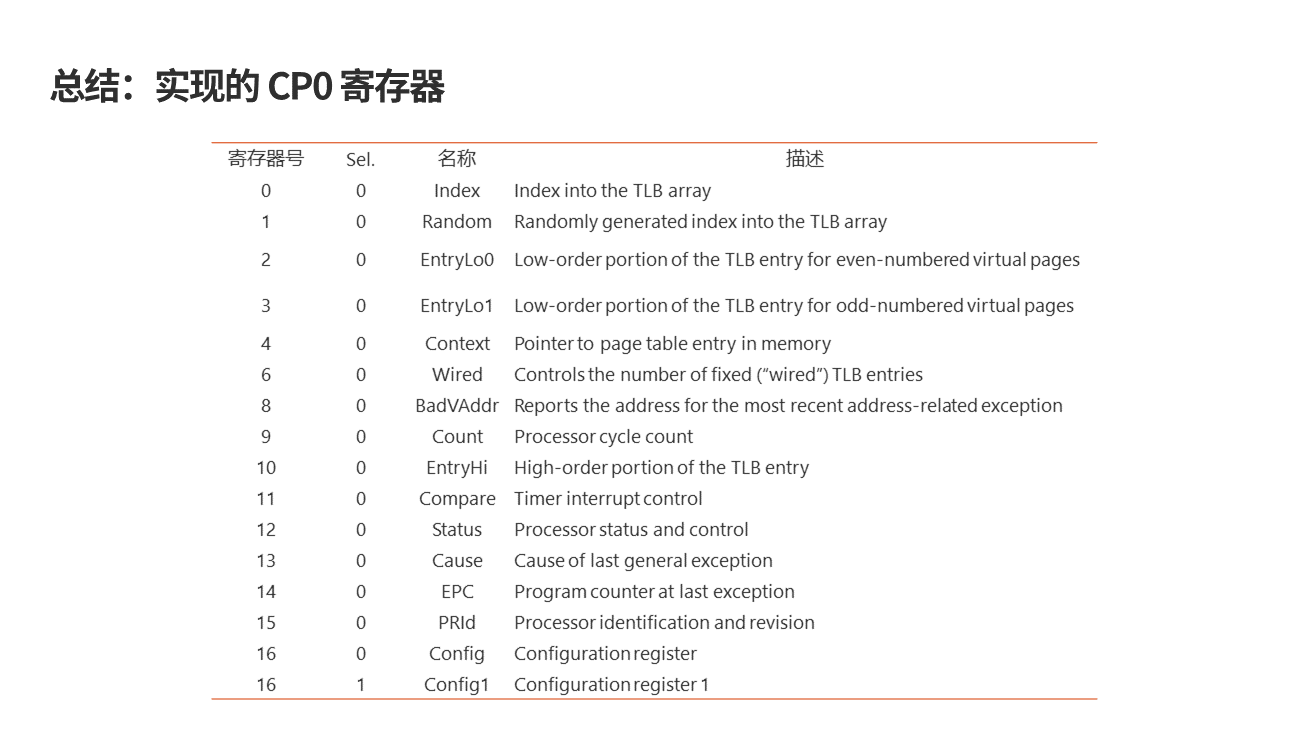 总结：实现的 CP0 寄存器
寄存器号 Sel. 名称 描述
0 0 Index Index into the TLB array
1 0 Random Randomly generated index into the TLB array
2 0 EntryLo0 Low-order portion of the TLB entry for even-numbered virtual pages
3 0 EntryLo1 Low-order portion of the TLB entry for odd-numbered virtual pages
4 0 Context Pointer to page table entry in memory
6 0 Wired Controls the number of fixed (“wired”) TLB entries
8 0 BadVAddr Reports the address for the most recent address-related exception
9 0 Count Processor cycle count
10 0 EntryHi High-order portion of the TLB entry
11 0 Compare Timer interrupt control
12 0 Status Processor status and control
13 0 Cause Cause of last general exception
14 0 EPC Program counter at last exception
15 0 PRId Processor identification and revision
16 0 Config Configuration register
16 1 Config1 Configuration register 1